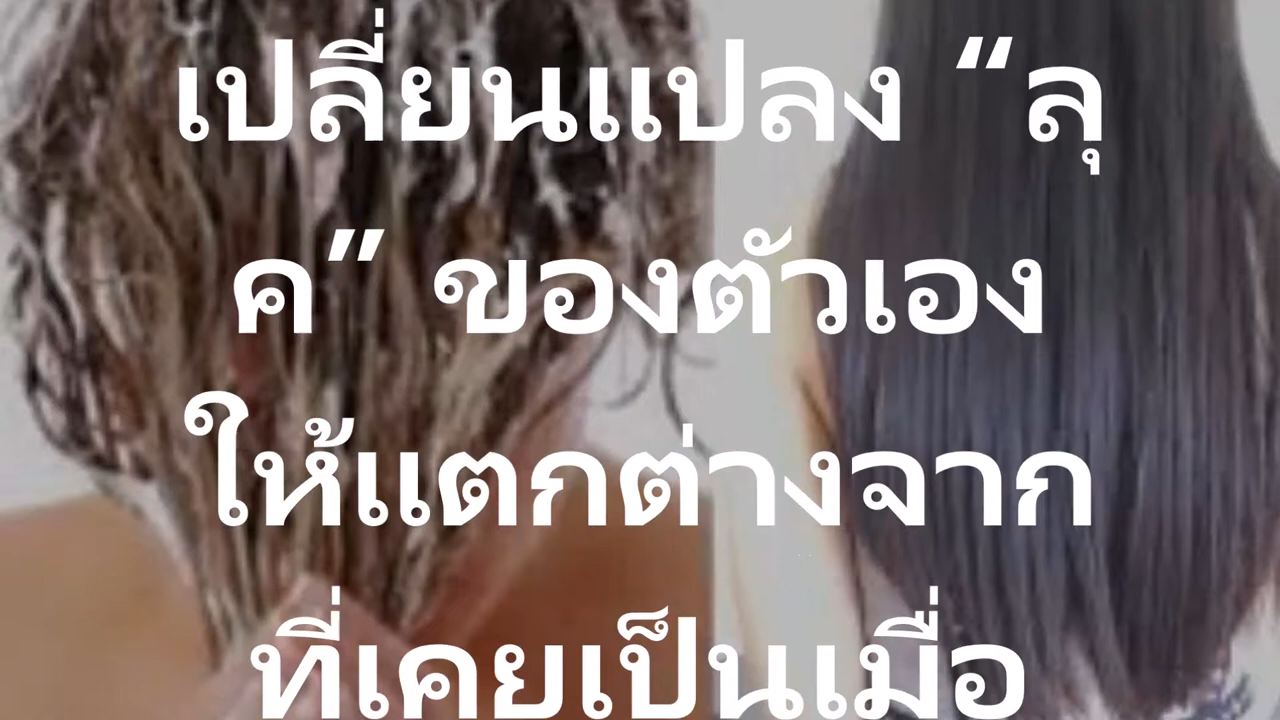 เปลี่ยนแปลง “ลุ
ค” ของตัวเอง
ให้แตกต่างจาก
ที่เคยเป็นเมื่อ